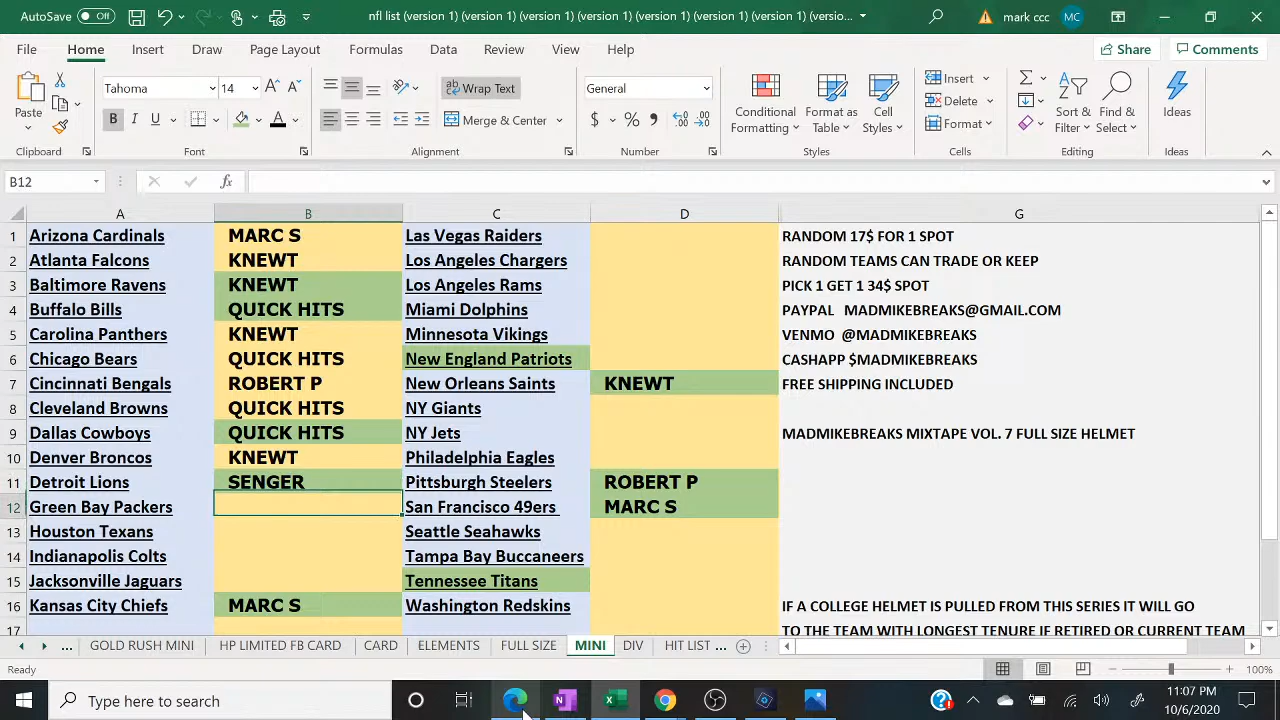 AutoSave Off nfl list (version 1) (version 1) (version 1) (version 1) (version 1) (version 1) (versio... mark ccc MC
File Home Insert Draw Page Layout Formulas Data Review View Help Share Comments
Paste
Clipboard
Tahoma 14
B I U A
Font
ab Wrap Text
Merge & Center
Alignment
General
$ % 9
Number
Conditional Formatting
Format as Table
Cell Styles
Styles
Insert
Delete
Format
Cells
Sort & Filter
Find & Select
Editing
Ideas
Ideas
B12 fx
A B C D G
1 Arizona Cardinals MARC S Las Vegas Raiders RANDOM 17$ FOR 1 SPOT
2 Atlanta Falcons KNEWT Los Angeles Chargers RANDOM TEAMS CAN TRADE OR KEEP
3 Baltimore Ravens KNEWT Los Angeles Rams PICK 1 GET 1 34$ SPOT
4 Buffalo Bills QUICK HITS Miami Dolphins PAYPAL MADMIKEBREAKS@GMAIL.COM
5 Carolina Panthers KNEWT Minnesota Vikings VENMO @MADMIKEBREAKS
6 Chicago Bears QUICK HITS New England Patriots CASHAPP $MADMIKEBREAKS
7 Cincinnati Bengals ROBERT P New Orleans Saints KNEWT FREE SHIPPING INCLUDED
8 Cleveland Browns QUICK HITS NY Giants
9 Dallas Cowboys QUICK HITS NY Jets MADMIKEBREAKS MIXTAPE VOL. 7 FULL SIZE HELMET
10 Denver Broncos KNEWT Philadelphia Eagles
11 Detroit Lions SENGER Pittsburgh Steelers ROBERT P
12 Green Bay Packers San Francisco 49ers MARC S
13 Houston Texans Seattle Seahawks
14 Indianapolis Colts Tampa Bay Buccaneers
15 Jacksonville Jaguars Tennessee Titans
16 Kansas City Chiefs MARC S Washington Redskins IF A COLLEGE HELMET IS PULLED FROM THIS SERIES IT WILL GO
17 TO THE TEAM WITH LONGEST TENURE IF RETIRED OR CURRENT TEAM
... GOLD RUSH MINI HP LIMITED FB CARD CARD ELEMENTS FULL SIZE MINI DIV HIT LIST ...
Ready 100%
Type here to search
11:07 PM
10/6/2020